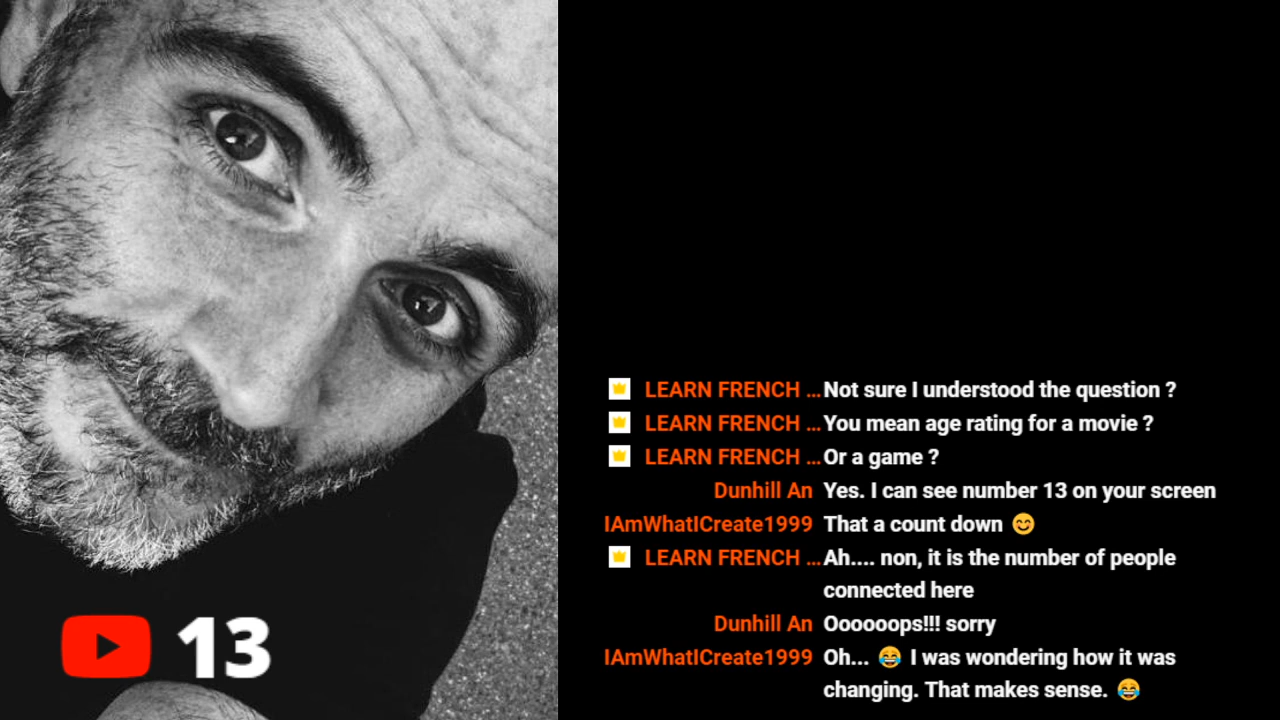 LEARN FRENCH ... Not sure I understood the question ?
LEARN FRENCH ... You mean age rating for a movie ?
LEARN FRENCH ... Or a game ?
Dunhill An Yes. I can see number 13 on your screen
IAmWhatICreate1999 That a count down 😊
LEARN FRENCH ... Ah.... non, it is the number of people
connected here
Dunhill An Oooooops!!! sorry
IAmWhatICreate1999 Oh... 😂 I was wondering how it was
changing. That makes sense. 😂
13